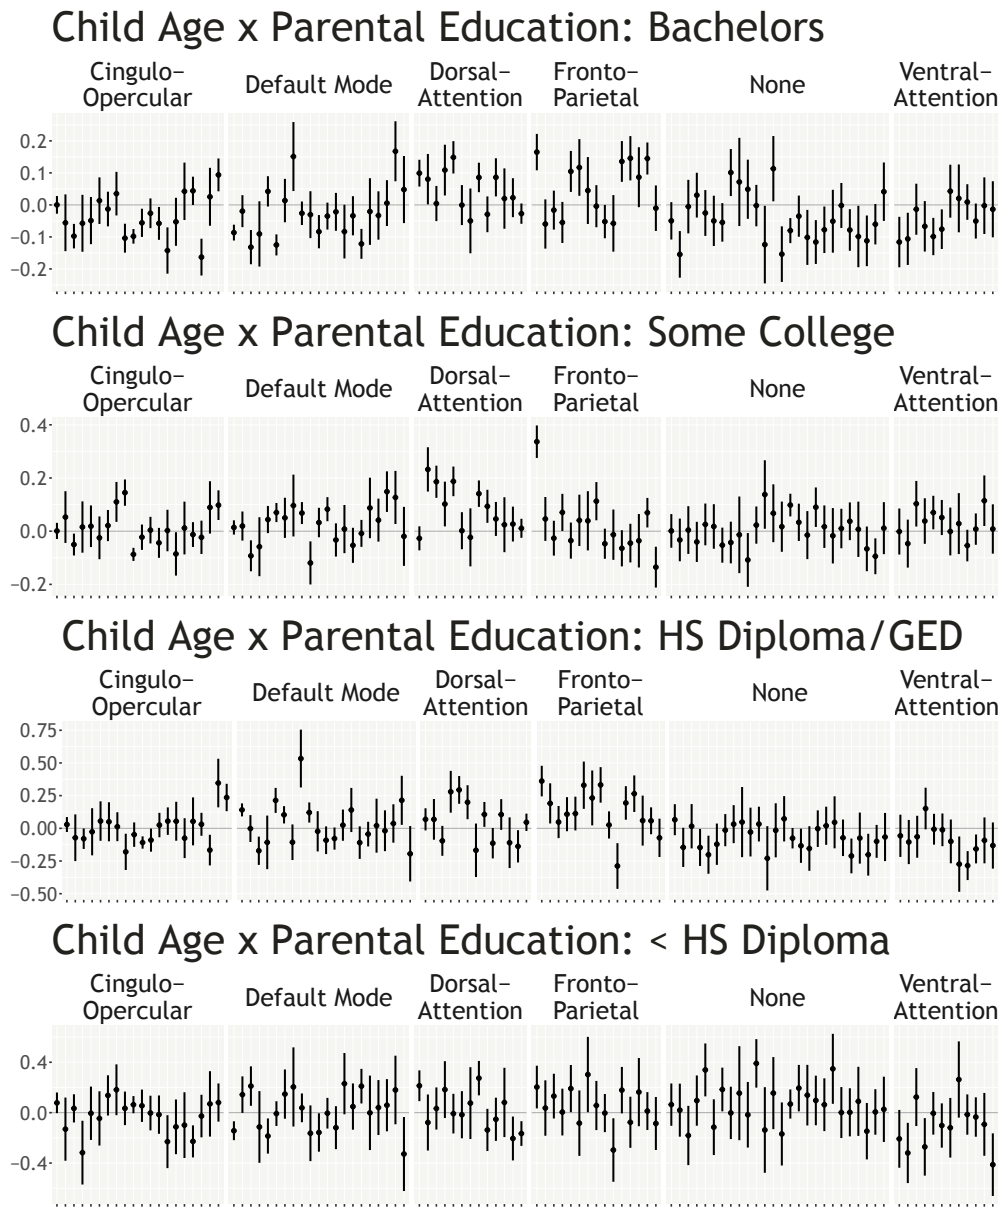 Child Age x Parental Education: Bachelors
Cingulo−
Opercular
Default Mode
Dorsal−
Attention
Fronto−
Parietal
None
Ventral−
Attention
0.2
0.1
0.0
−0.1
−0.2
Child Age x Parental Education: Some College
Cingulo−
Opercular
Default Mode
Dorsal−
Attention
Fronto−
Parietal
None
Ventral−
Attention
0.4
0.2
0.0
−0.2
Child Age x Parental Education: HS Diploma/GED
Cingulo−
Opercular
Default Mode
Dorsal−
Attention
Fronto−
Parietal
None
Ventral−
Attention
0.75
0.50
0.25
0.00
−0.25
−0.50
Child Age x Parental Education: < HS Diploma
Cingulo−
Opercular
Default Mode
Dorsal−
Attention
Fronto−
Parietal
None
Ventral−
Attention
0.4
0.0
−0.4